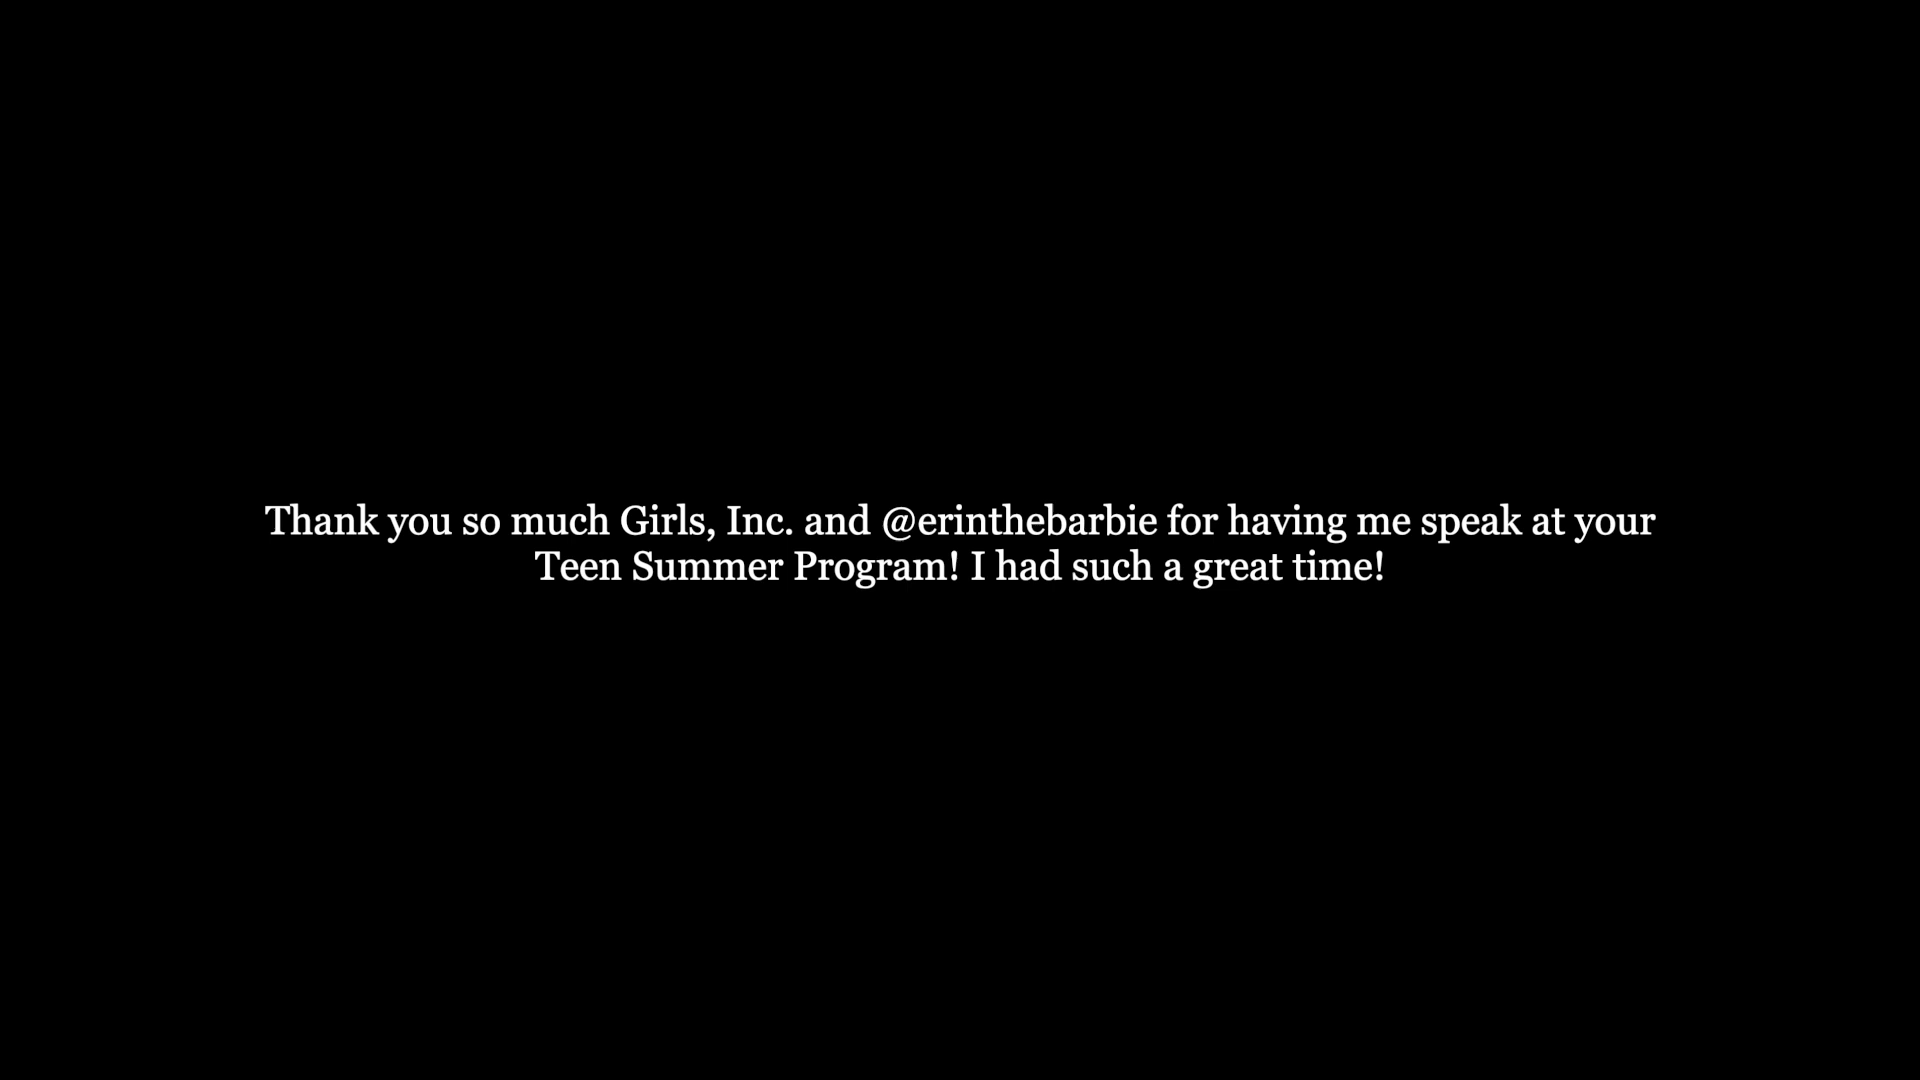 Thank you so much Girls, Inc. and @erinthebarbie for having me speak at your
Teen Summer Program! I had such a great time!